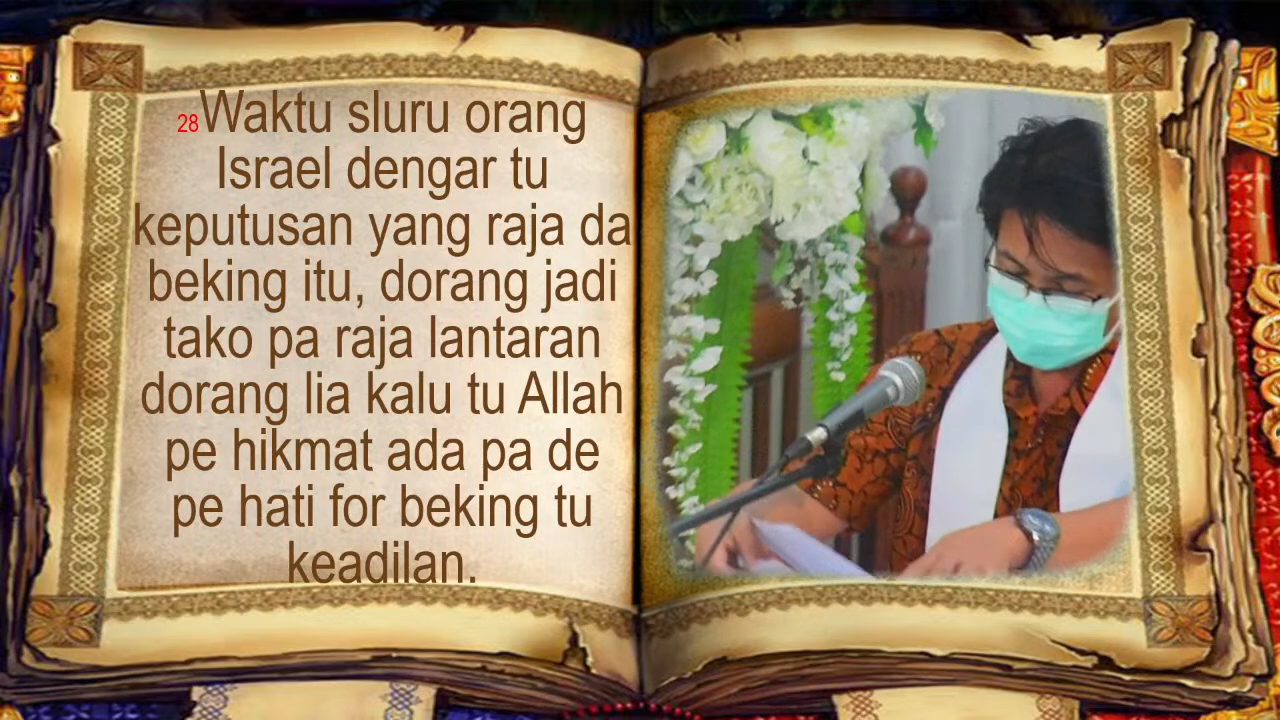 28Waktu sluru orang
Israel dengar tu
keputusan yang raja da
beking itu, dorang jadi
tako pa raja lantaran
dorang lia kalu tu Allah
pe hikmat ada pa de
pe hati for beking tu
keadilan.